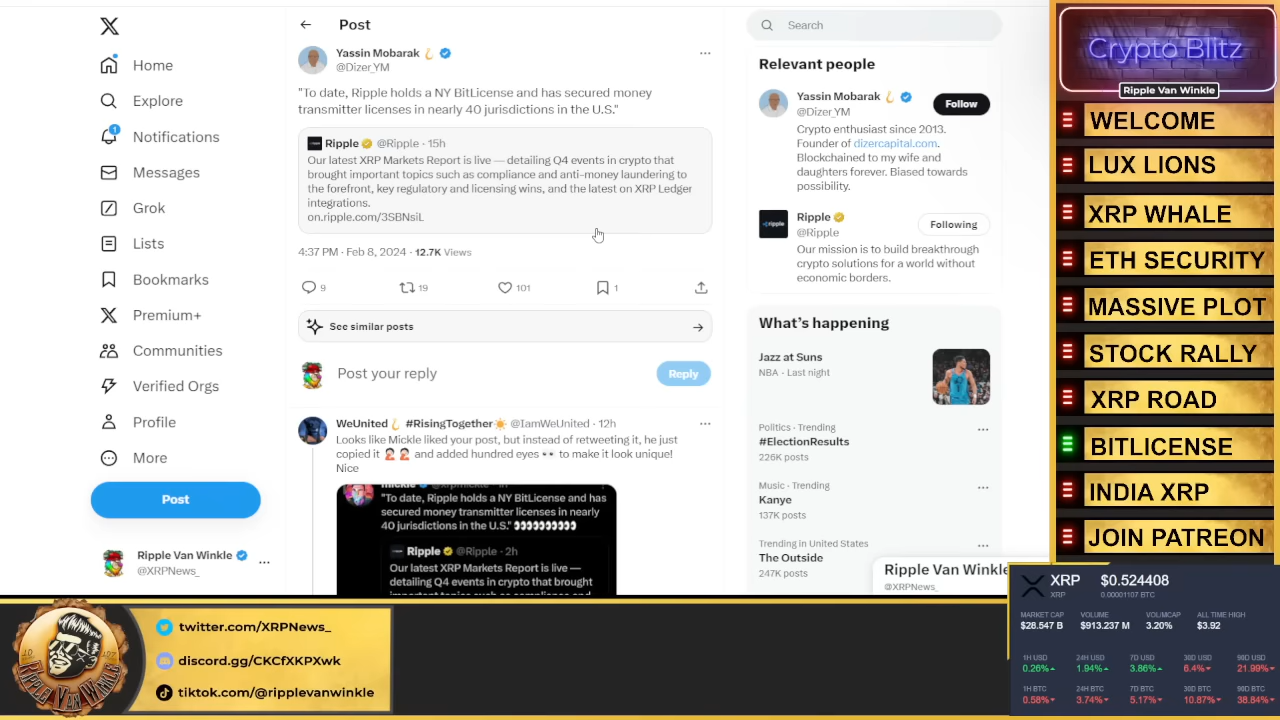 Home
Explore
1
Notifications
Messages
Grok
Lists
Bookmarks
Premium+
Communities
Verified Orgs
Profile
More
Post
Ripple Van Winkle
@XRPNews_
Post
Yassin Mobarak
@Dizer_YM
"To date, Ripple holds a NY BitLicense and has secured money
transmitter licenses in nearly 40 jurisdictions in the U.S."
Ripple @Ripple · 15h
Our latest XRP Markets Report is live — detailing Q4 events in crypto that
brought important topics such as compliance and anti-money laundering to
the forefront, key regulatory and licensing wins, and the latest on XRP Ledger
integrations.
on.ripple.com/3SBNsiL
4:37 PM · Feb 8, 2024 · 12.7K Views
9 19 101 1
See similar posts
Post your reply
Reply
WeUnited #RisingTogether @IamWeUnited · 12h
Looks like Mickle liked your post, but instead of retweeting it, he just
copied it and added hundred eyes to make it look unique!
Nice
"To date, Ripple holds a NY BitLicense and has
secured money transmitter licenses in nearly
40 jurisdictions in the U.S."
Ripple @Ripple · 2h
Our latest XRP Markets Report is live —
detailing Q4 events in crypto that brought
Search
Relevant people
Yassin Mobarak
@Dizer_YM
Follow
Crypto enthusiast since 2013.
Founder of dizercapital.com.
Blockchained to my wife and
daughters forever. Biased towards
possibility.
Ripple
@Ripple
Following
Our mission is to build breakthrough
crypto solutions for a world without
economic borders.
What's happening
Jazz at Suns
NBA · Last night
Politics · Trending
#ElectionResults
226K posts
Music · Trending
Kanye
137K posts
Trending in United States
The Outside
247K posts
Ripple Van Winkle
@XRPNews_
Crypto Blitz
Ripple Van Winkle
WELCOME
LUX LIONS
XRP WHALE
ETH SECURITY
MASSIVE PLOT
STOCK RALLY
XRP ROAD
BITLICENSE
INDIA XRP
JOIN PATREON
XRP $0.524408
XRP 0.00001107 BTC
MARKET CAP VOLUME VOL/MCAP ALL TIME HIGH
$28.547 B $913.237 M 3.20% $3.92
1H USD 24H USD 7D USD 30D USD 90D USD
0.26% 1.94% 3.86% 6.4% 21.99%
1H BTC 24H BTC 7D BTC 30D BTC 90D BTC
0.58% 3.74% 5.17% 10.87% 38.84%
RIPPLE VAN WINKLE
twitter.com/XRPNews_
discord.gg/CKCfXKPXwk
tiktok.com/@ripplevanwinkle